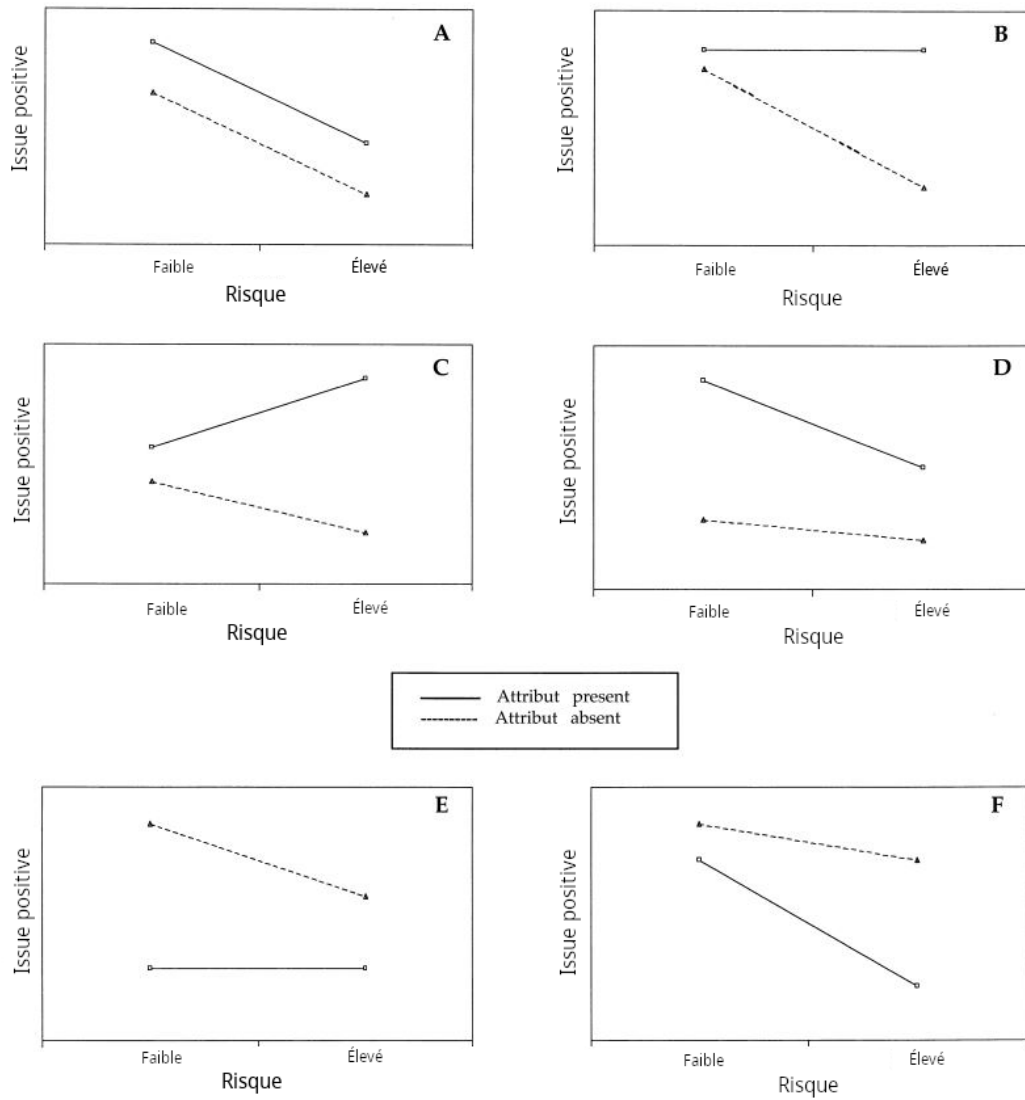 A
Issue positive
Faible
Élevé
Risque
B
Issue positive
Faible
Élevé
Risque
C
Issue positive
Faible
Élevé
Risque
D
Issue positive
Faible
Élevé
Risque
Attribut present
Attribut absent
E
Issue positive
Faible
Élevé
Risque
F
Issue positive
Faible
Élevé
Risque